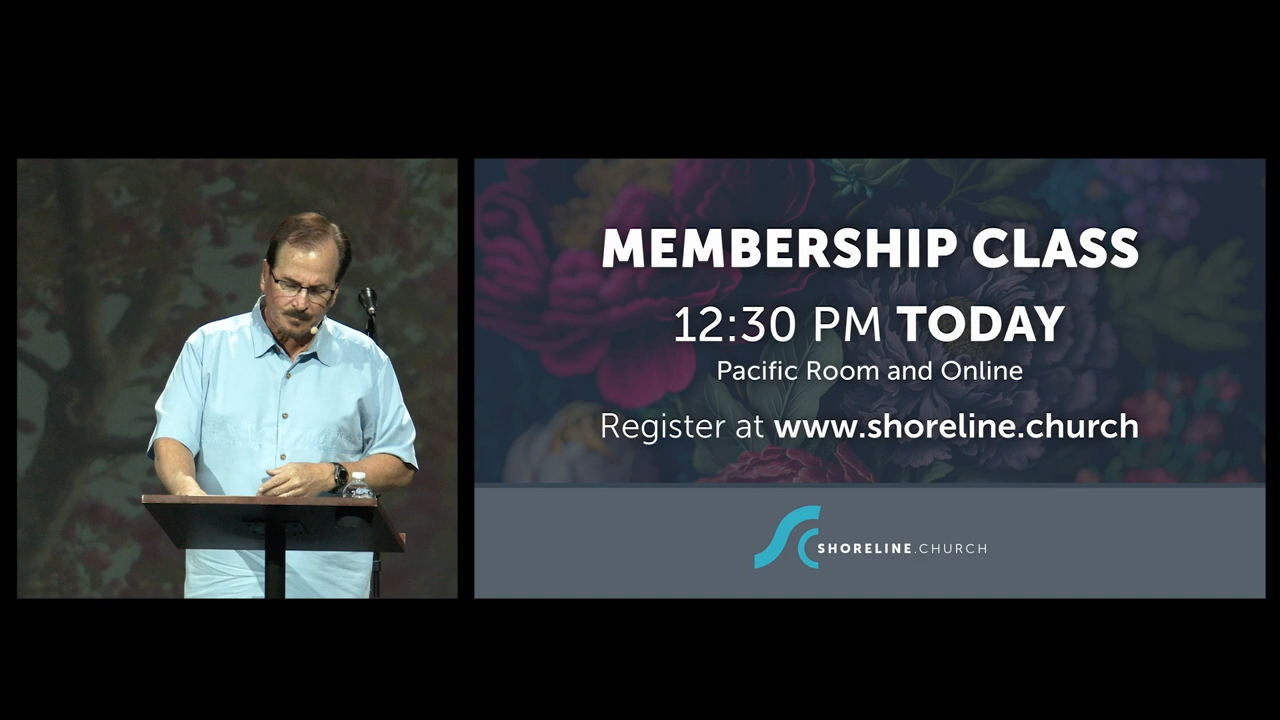 MEMBERSHIP CLASS
12:30 PM TODAY
Pacific Room and Online
Register at www.shoreline.church
SHORELINE.CHURCH